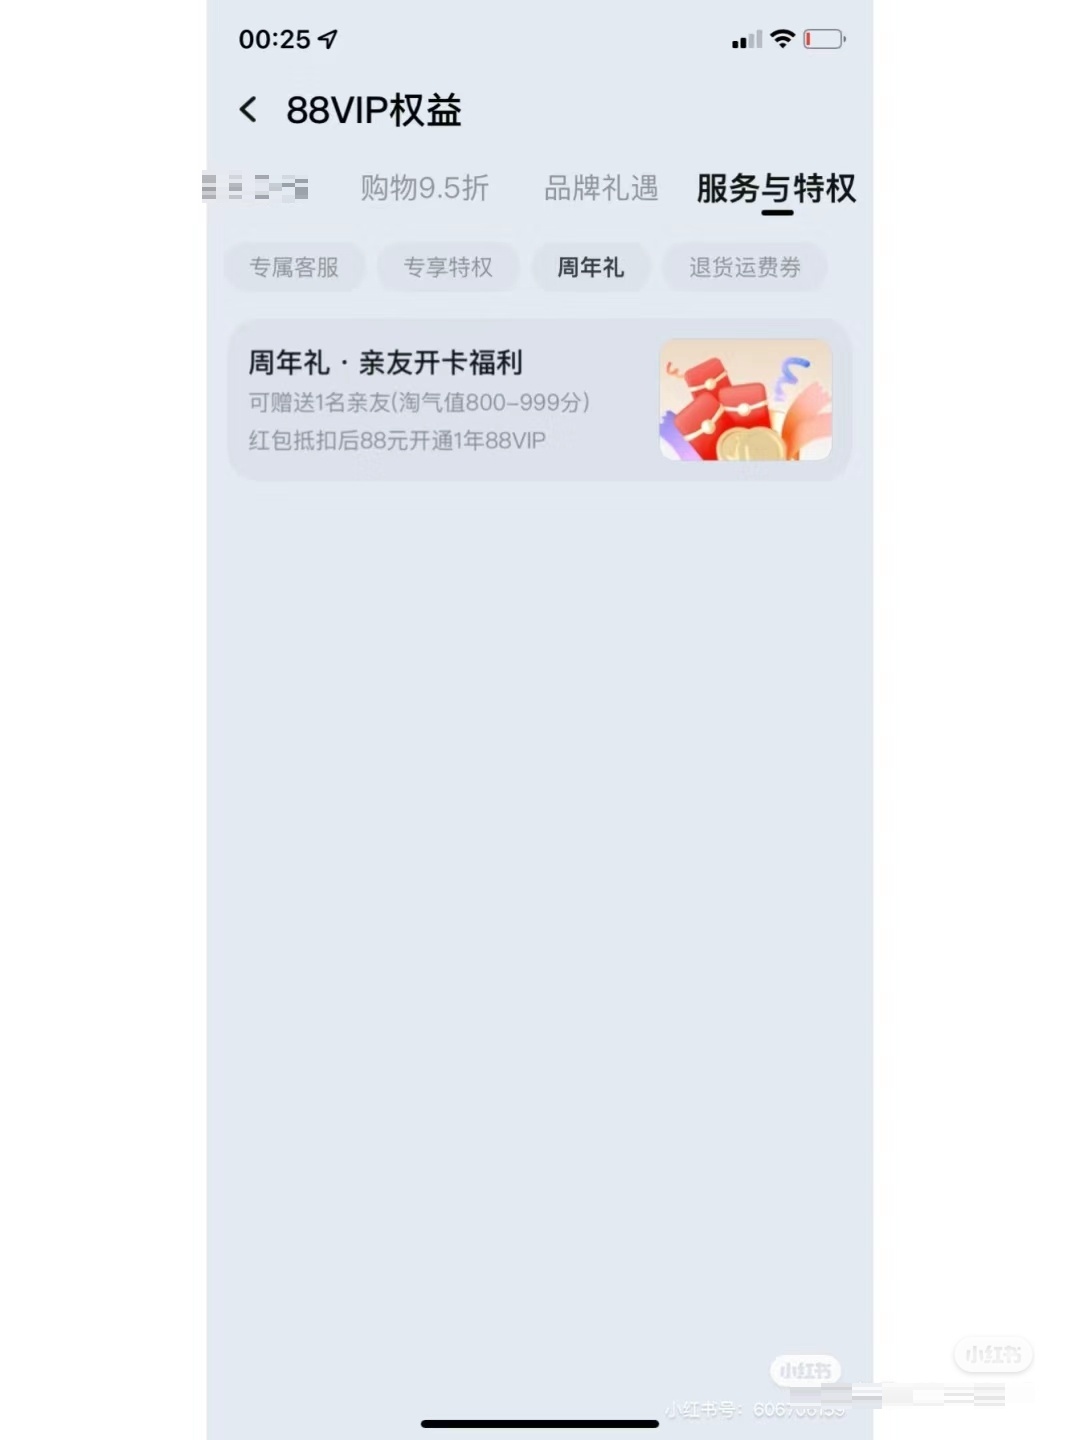 00:25
88VIP权益
购物9.5折 品牌礼遇 服务与特权
专属客服 专享特权 周年礼 退货运费券
周年礼 · 亲友开卡福利
可赠送1名亲友(淘气值800-999分)
红包抵扣后88元开通1年88VIP
小红书
小红书
小红书号: